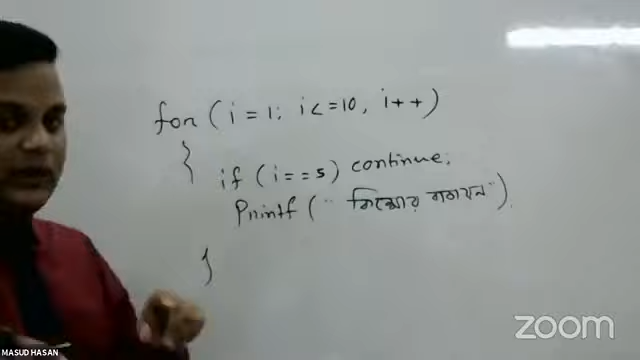 for (i = 1; i <= 10, i++)
{
if (i == 5) continue;
Printf ("
");
}
zoom
MASUD HASAN